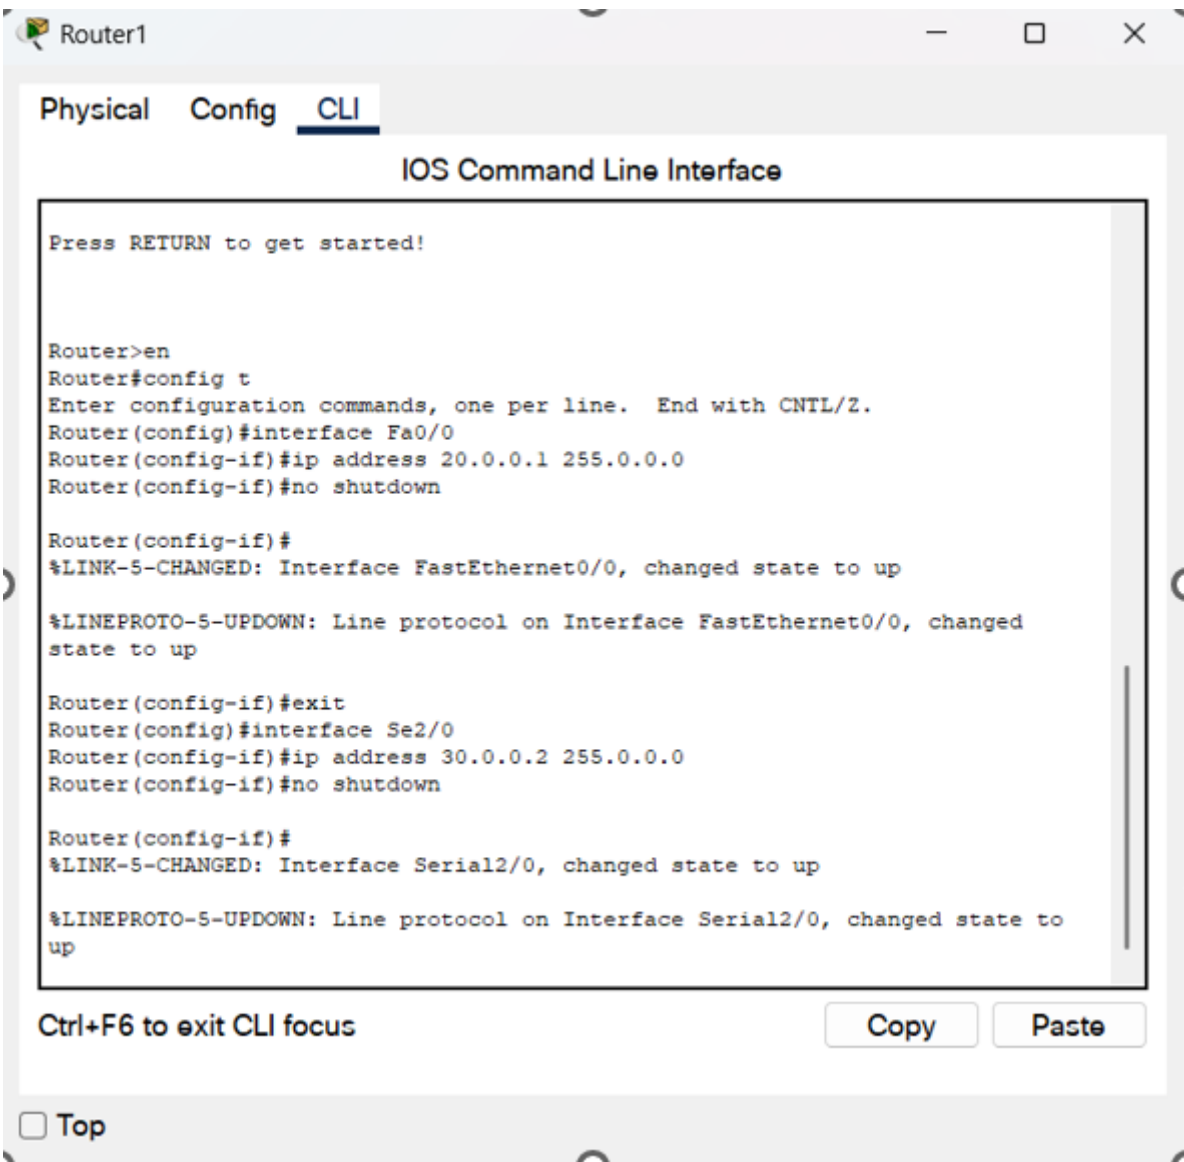 Router1
Physical Config CLI
IOS Command Line Interface
Press RETURN to get started!
Router>en
Router#config t
Enter configuration commands, one per line.  End with CNTL/Z.
Router(config)#interface Fa0/0
Router(config-if)#ip address 20.0.0.1 255.0.0.0
Router(config-if)#no shutdown
Router(config-if)#
%LINK-5-CHANGED: Interface FastEthernet0/0, changed state to up
%LINEPROTO-5-UPDOWN: Line protocol on Interface FastEthernet0/0, changed
state to up
Router(config-if)#exit
Router(config)#interface Se2/0
Router(config-if)#ip address 30.0.0.2 255.0.0.0
Router(config-if)#no shutdown
Router(config-if)#
%LINK-5-CHANGED: Interface Serial2/0, changed state to up
%LINEPROTO-5-UPDOWN: Line protocol on Interface Serial2/0, changed state to
up
Ctrl+F6 to exit CLI focus
Copy Paste
Top